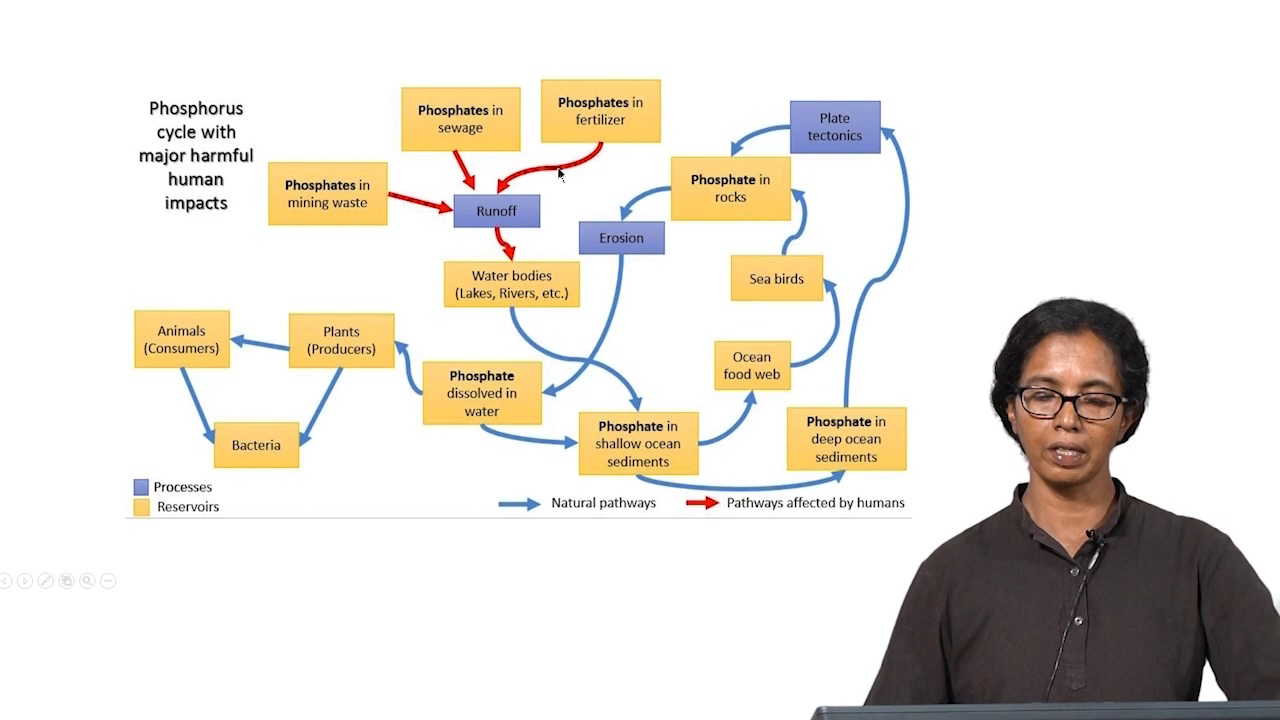 Phosphorus
cycle with
major harmful
human
impacts
Phosphates in
sewage
Phosphates in
fertilizer
Plate
tectonics
Phosphates in
mining waste
Runoff
Phosphate in
rocks
Erosion
Water bodies
(Lakes, Rivers, etc.)
Sea birds
Animals
(Consumers)
Plants
(Producers)
Phosphate
dissolved in
water
Ocean
food web
Bacteria
Phosphate in
shallow ocean
sediments
Phosphate in
deep ocean
sediments
Processes
Reservoirs
Natural pathways
Pathways affected by humans